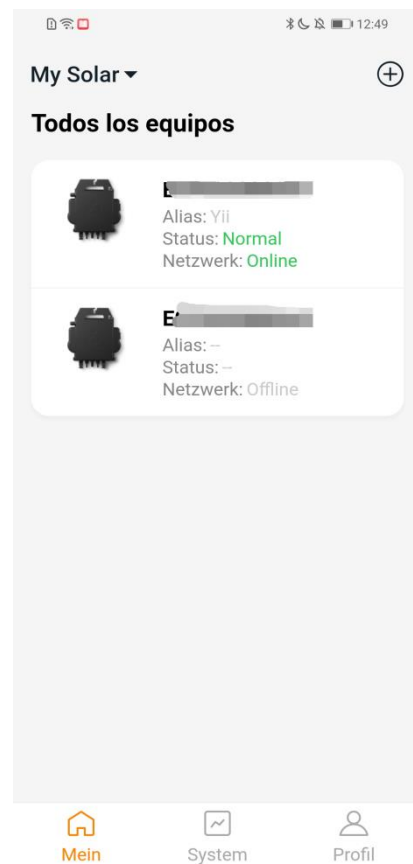 12:49
My Solar
Todos los equipos
Alias: Yii
Status: Normal
Netzwerk: Online
Alias: --
Status: --
Netzwerk: Offline
Mein
System
Profil